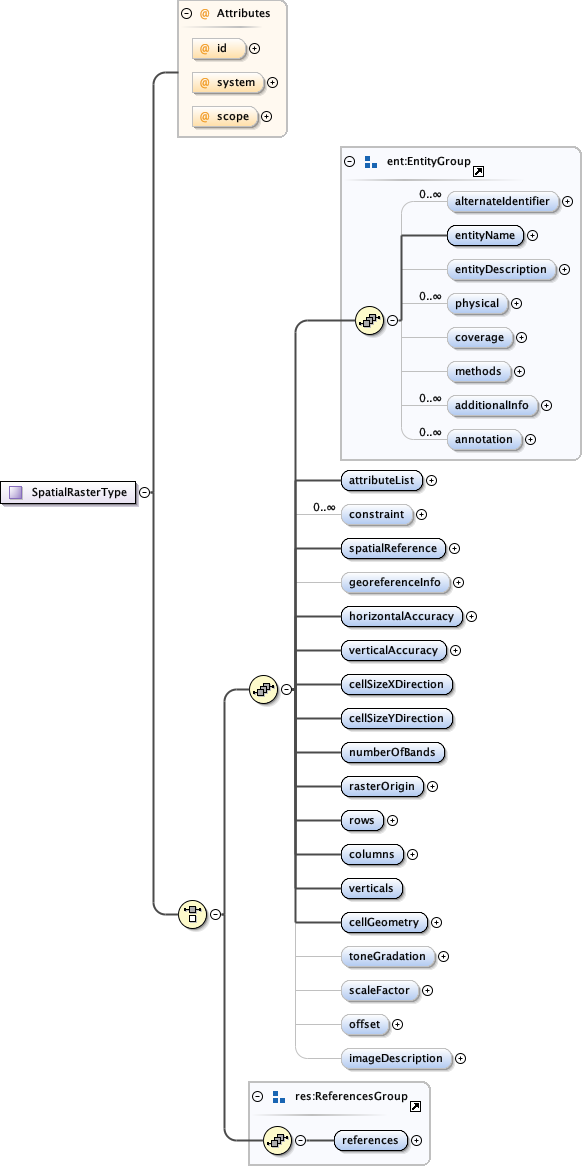 Attributes
@ id
@ system
@ scope
ent:EntityGroup
0..∞
alternateIdentifier
entityName
entityDescription
0..∞
physical
coverage
methods
0..∞
additionalInfo
0..∞
annotation
SpatialRasterType
attributeList
0..∞
constraint
spatialReference
georeferenceInfo
horizontalAccuracy
verticalAccuracy
cellSizeXDirection
cellSizeYDirection
numberOfBands
rasterOrigin
rows
columns
verticals
cellGeometry
toneGradation
scaleFactor
offset
imageDescription
res:ReferencesGroup
references